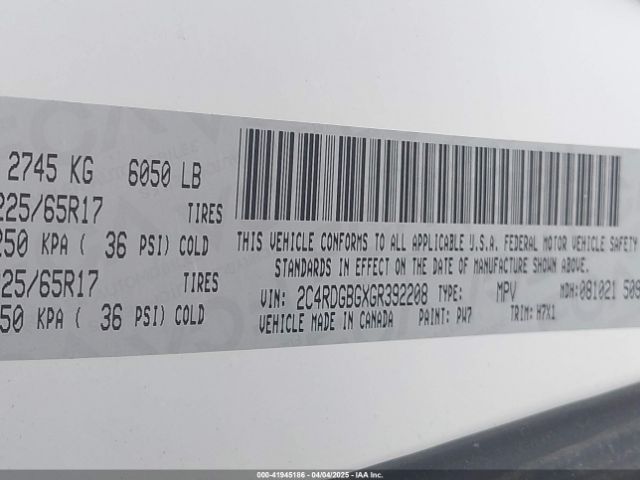 2745 KG 6050 LB
225/65R17 TIRES
250 KPA ( 36 PSI) COLD
225/65R17 TIRES
250 KPA ( 36 PSI) COLD
THIS VEHICLE CONFORMS TO ALL APPLICABLE U.S.A. FEDERAL MOTOR VEHICLE SAFETY
STANDARDS IN EFFECT ON THE DATE OF MANUFACTURE SHOWN ABOVE.
VIN: 2C4RDGBGXGR392208 TYPE: MPV MDH: 081021 509
VEHICLE MADE IN CANADA PAINT: PW7 TRIM: H7X1
000-41945186 - 04/04/2025 - IAA HOLDINGS, LLC